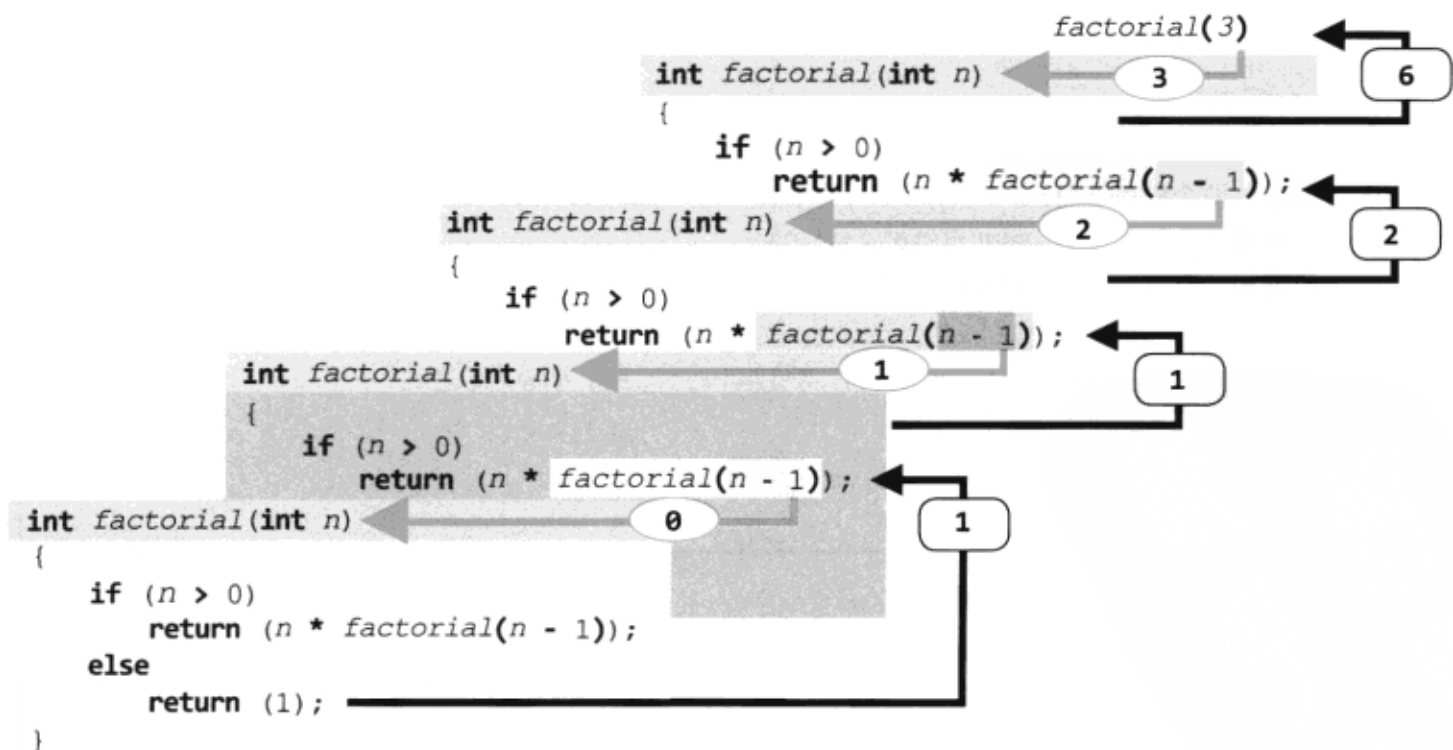 factorial(3)
int factorial(int n) 3 6
{
if (n > 0)
return (n * factorial(n - 1));
int factorial(int n) 2 2
{
if (n > 0)
return (n * factorial(n - 1));
int factorial(int n) 1 1
{
if (n > 0)
return (n * factorial(n - 1));
int factorial(int n) 0 1
{
if (n > 0)
return (n * factorial(n - 1));
else
return (1);
}